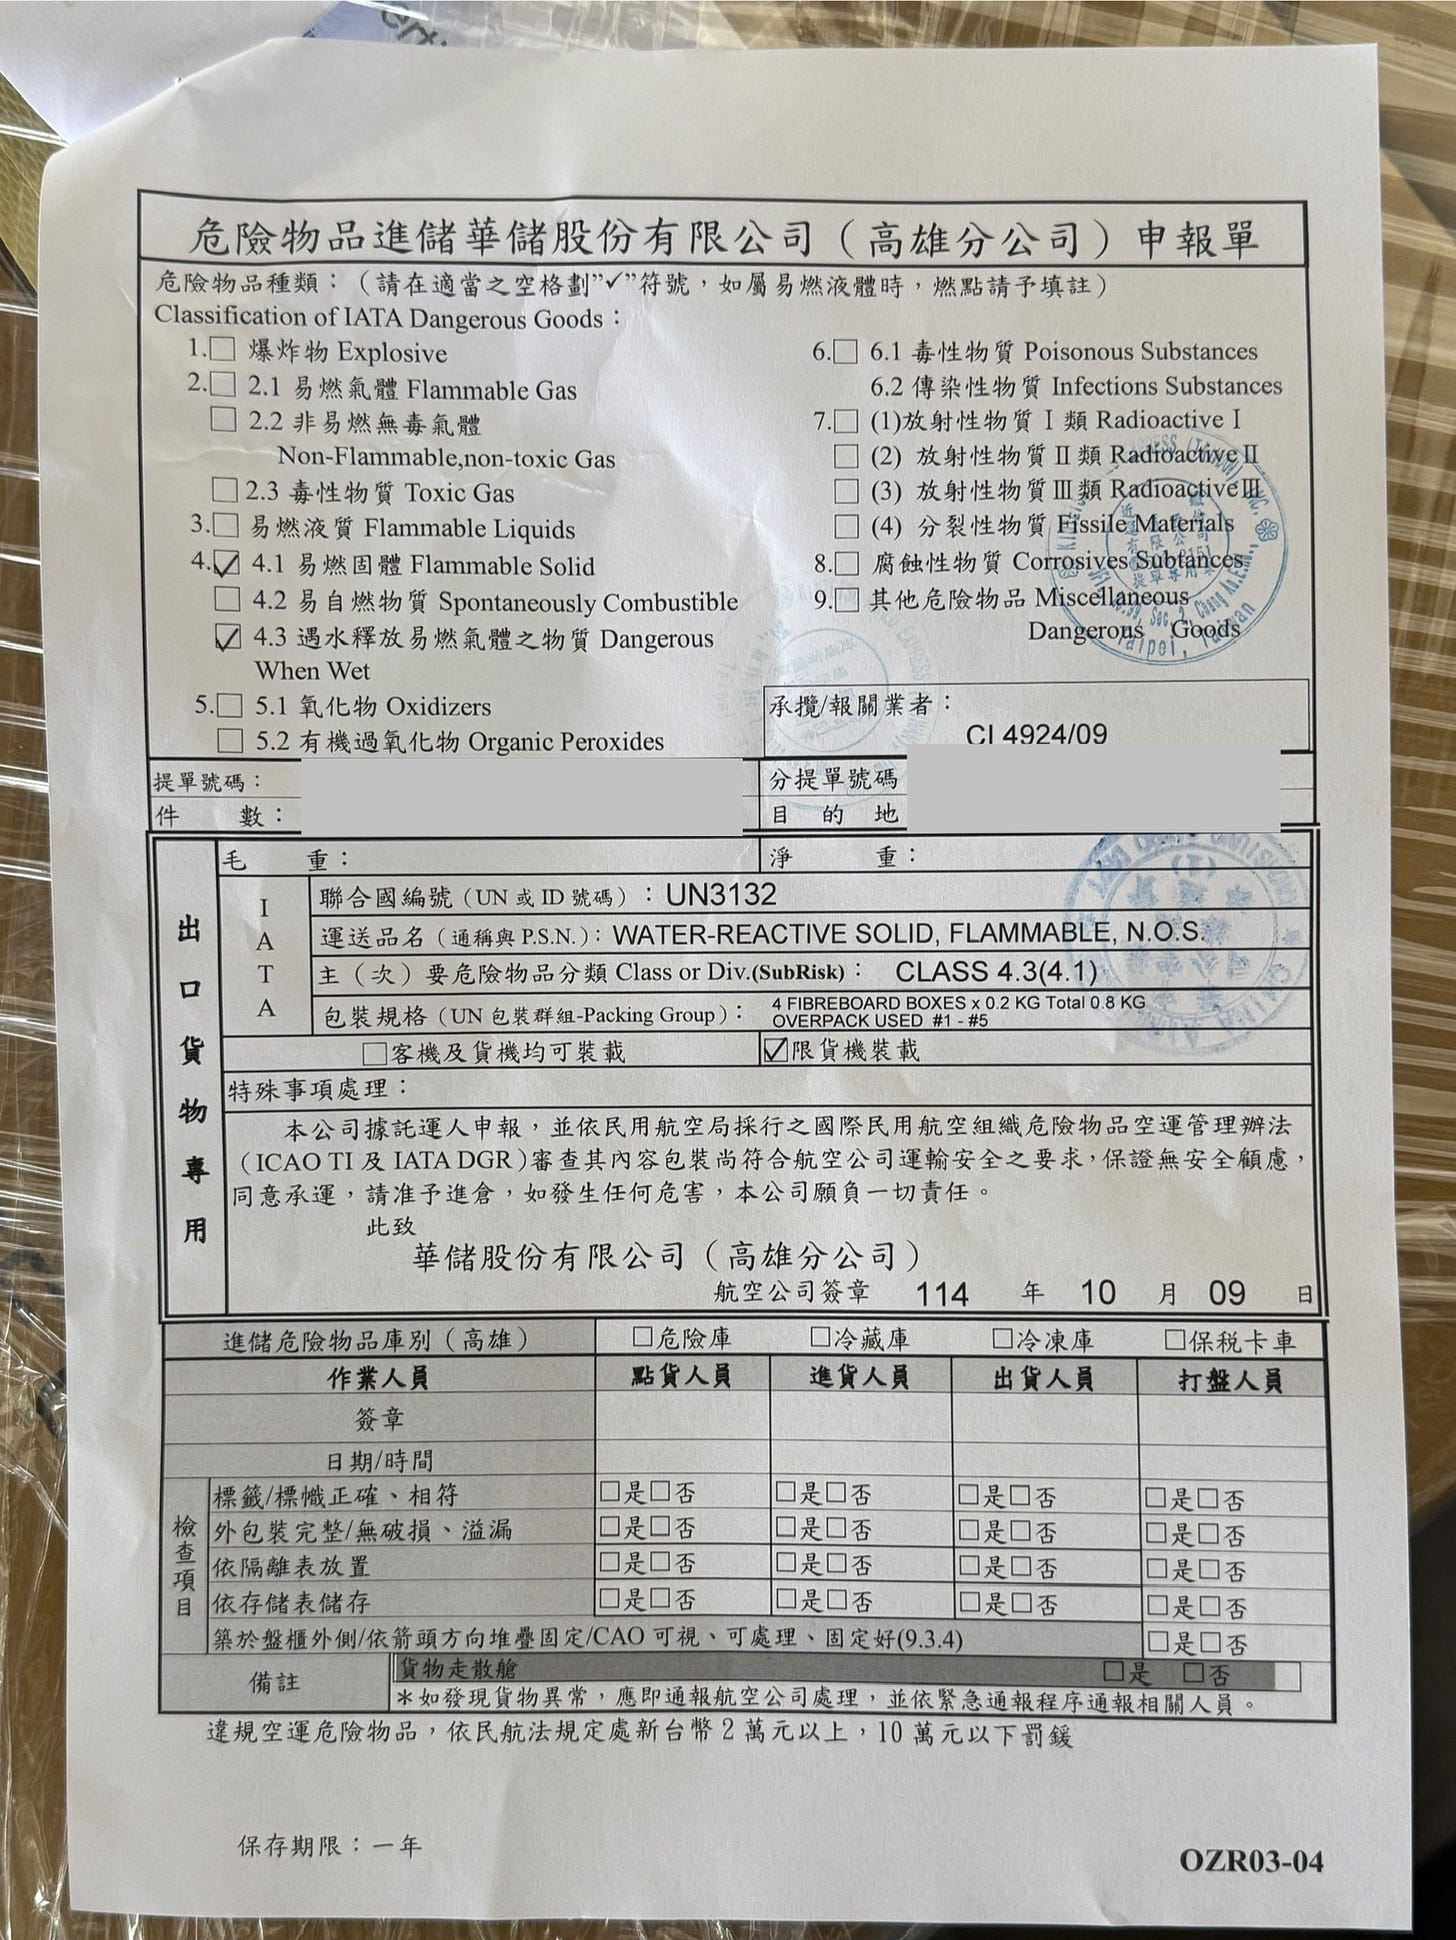 危險物品進儲華儲股份有限公司（高雄分公司）申報單
危險物品種類：（請在適當之空格劃”✓”符號，如屬易燃液體時，燃點請予填註）
Classification of IATA Dangerous Goods：
1.□ 爆炸物 Explosive
2.□ 2.1 易燃氣體 Flammable Gas
□ 2.2 非易燃無毒氣體
Non-Flammable,non-toxic Gas
□ 2.3 毒性物質 Toxic Gas
3.□ 易燃液質 Flammable Liquids
4.☑ 4.1 易燃固體 Flammable Solid
□ 4.2 易自燃物質 Spontaneously Combustible
☑ 4.3 遇水釋放易燃氣體之物質 Dangerous
When Wet
5.□ 5.1 氧化物 Oxidizers
□ 5.2 有機過氧化物 Organic Peroxides
6.□ 6.1 毒性物質 Poisonous Substances
6.2 傳染性物質 Infections Substances
7.□ (1)放射性物質Ⅰ類 Radioactive Ⅰ
□ (2) 放射性物質Ⅱ類 Radioactive Ⅱ
□ (3) 放射性物質Ⅲ類 Radioactive Ⅲ
□ (4) 分裂性物質 Fissile Materials
8.□ 腐蝕性物質 Corrosives Subtances
9.□ 其他危險物品 Miscellaneous
Dangerous Goods
Taipei, Taiwan
承攬/報關業者：
CI 4924/09
提單號碼：
分提單號碼
件 數：
目的地
出口貨物專用
毛 重：
淨 重：
IATA
聯合國編號（UN 或 ID 號碼）：UN3132
運送品名（通稱與 P.S.N.）：WATER-REACTIVE SOLID, FLAMMABLE, N.O.S.
主（次）要危險物品分類 Class or Div.(SubRisk)： CLASS 4.3(4.1)
包裝規格（UN 包裝群組-Packing Group）： 4 FIBREBOARD BOXES x 0.2 KG Total 0.8 KG
OVERPACK USED #1 - #5
□客機及貨機均可裝載 ☑限貨機裝載
特殊事項處理：
本公司據託運人申報，並依民用航空局採行之國際民用航空組織危險物品空運管理辦法
（ICAO TI 及 IATA DGR）審查其內容包裝尚符合航空公司運輸安全之要求，保證無安全顧慮，
同意承運，請准予進倉，如發生任何危害，本公司願負一切責任。
此致
華儲股份有限公司（高雄分公司）
航空公司簽章 114 年 10 月 09 日
進儲危險物品庫別（高雄） □危險庫 □冷藏庫 □冷凍庫 □保稅卡車
作業人員 點貨人員 進貨人員 出貨人員 打盤人員
簽章
日期/時間
檢查項目
標籤/標幟正確、相符 □是□否 □是□否 □是□否 □是□否
外包裝完整/無破損、溢漏 □是□否 □是□否 □是□否 □是□否
依隔離表放置 □是□否 □是□否 □是□否 □是□否
依存儲表儲存 □是□否 □是□否 □是□否 □是□否
築於盤櫃外側/依箭頭方向堆疊固定/CAO 可視、可處理、固定好(9.3.4) □是□否
備註
貨物走散艙 □是 □否
＊如發現貨物異常，應即通報航空公司處理，並依緊急通報程序通報相關人員。
違規空運危險物品，依民航法規定處新台幣 2 萬元以上，10 萬元以下罰鍰
保存期限：一年
OZR03-04